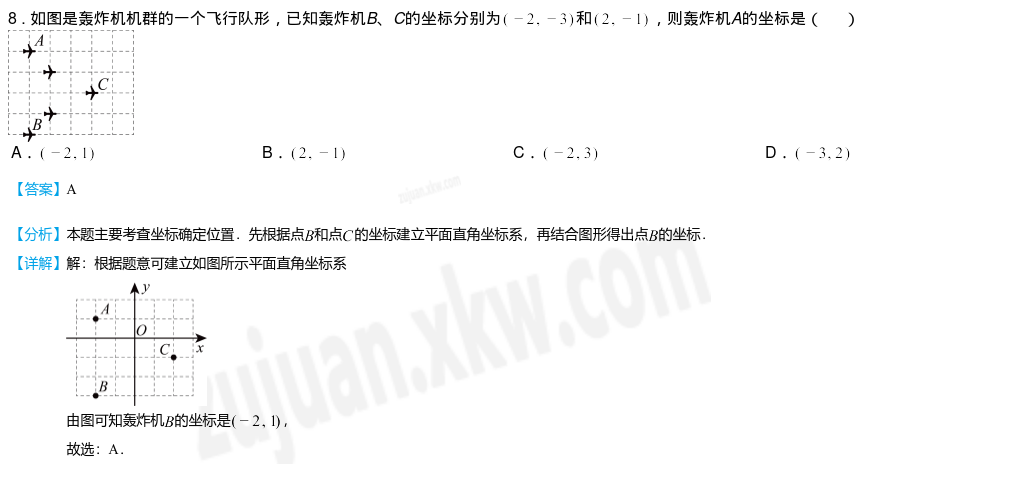 8．如图是轰炸机机群的一个飞行队形，已知轰炸机B、C的坐标分别为(－2, －3)和(2, －1)，则轰炸机A的坐标是（　　）
A
C
B
A．(－2, 1)　B．(2, －1)　C．(－2, 3)　D．(－3, 2)
【答案】A
zujuan.xkw.com
【分析】本题主要考查坐标确定位置．先根据点B和点C的坐标建立平面直角坐标系，再结合图形得出点B的坐标．
【详解】解：根据题意可建立如图所示平面直角坐标系
y
A
O
C
x
B
zujuan.xkw.com
由图可知轰炸机B的坐标是(－2, 1)，
故选：A．